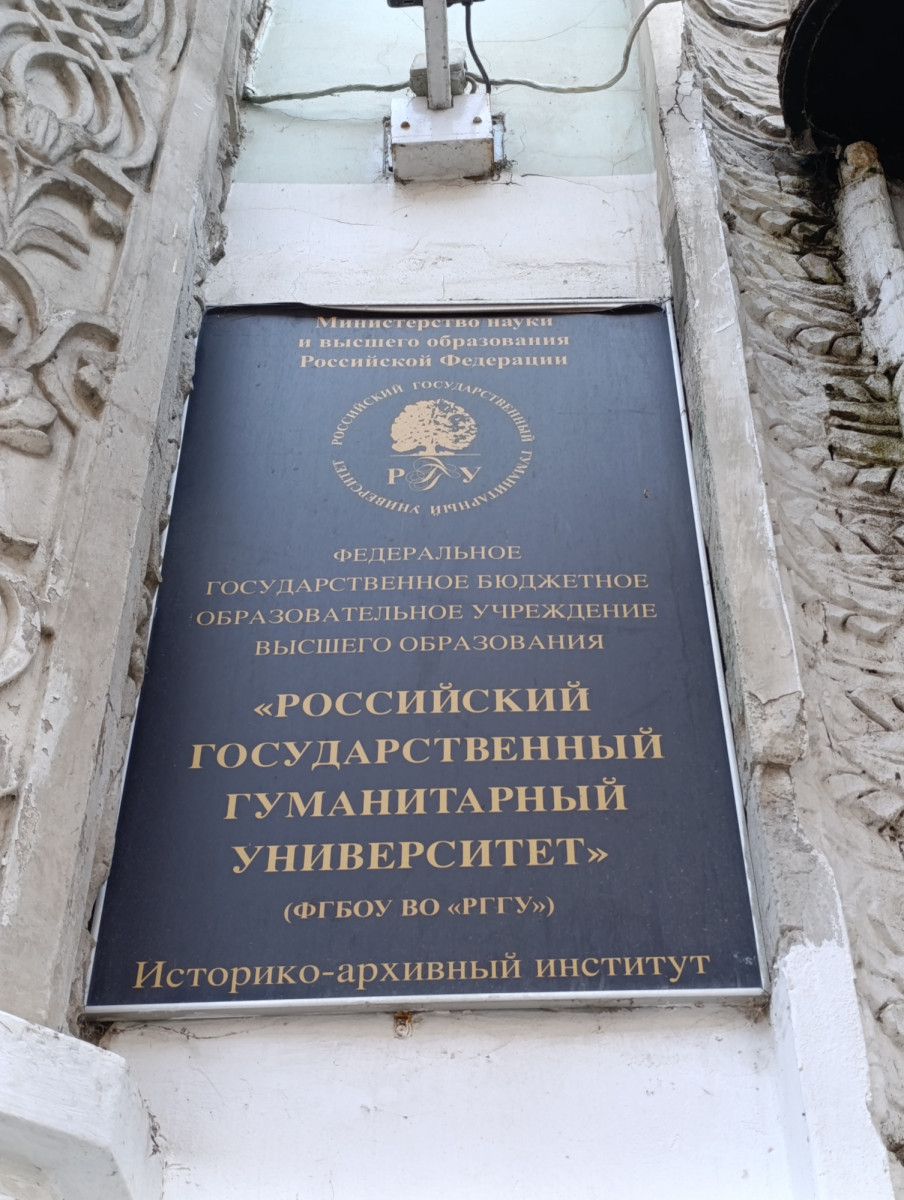 Министерство науки
и высшего образования
Российской Федерации
РОССИЙСКИЙ ГОСУДАРСТВЕННЫЙ ГУМАНИТАРНЫЙ УНИВЕРСИТЕТ
РГГУ
ФЕДЕРАЛЬНОЕ
ГОСУДАРСТВЕННОЕ БЮДЖЕТНОЕ
ОБРАЗОВАТЕЛЬНОЕ УЧРЕЖДЕНИЕ
ВЫСШЕГО ОБРАЗОВАНИЯ
«РОССИЙСКИЙ
ГОСУДАРСТВЕННЫЙ
ГУМАНИТАРНЫЙ
УНИВЕРСИТЕТ»
(ФГБОУ ВО «РГГУ»)
Историко-архивный институт